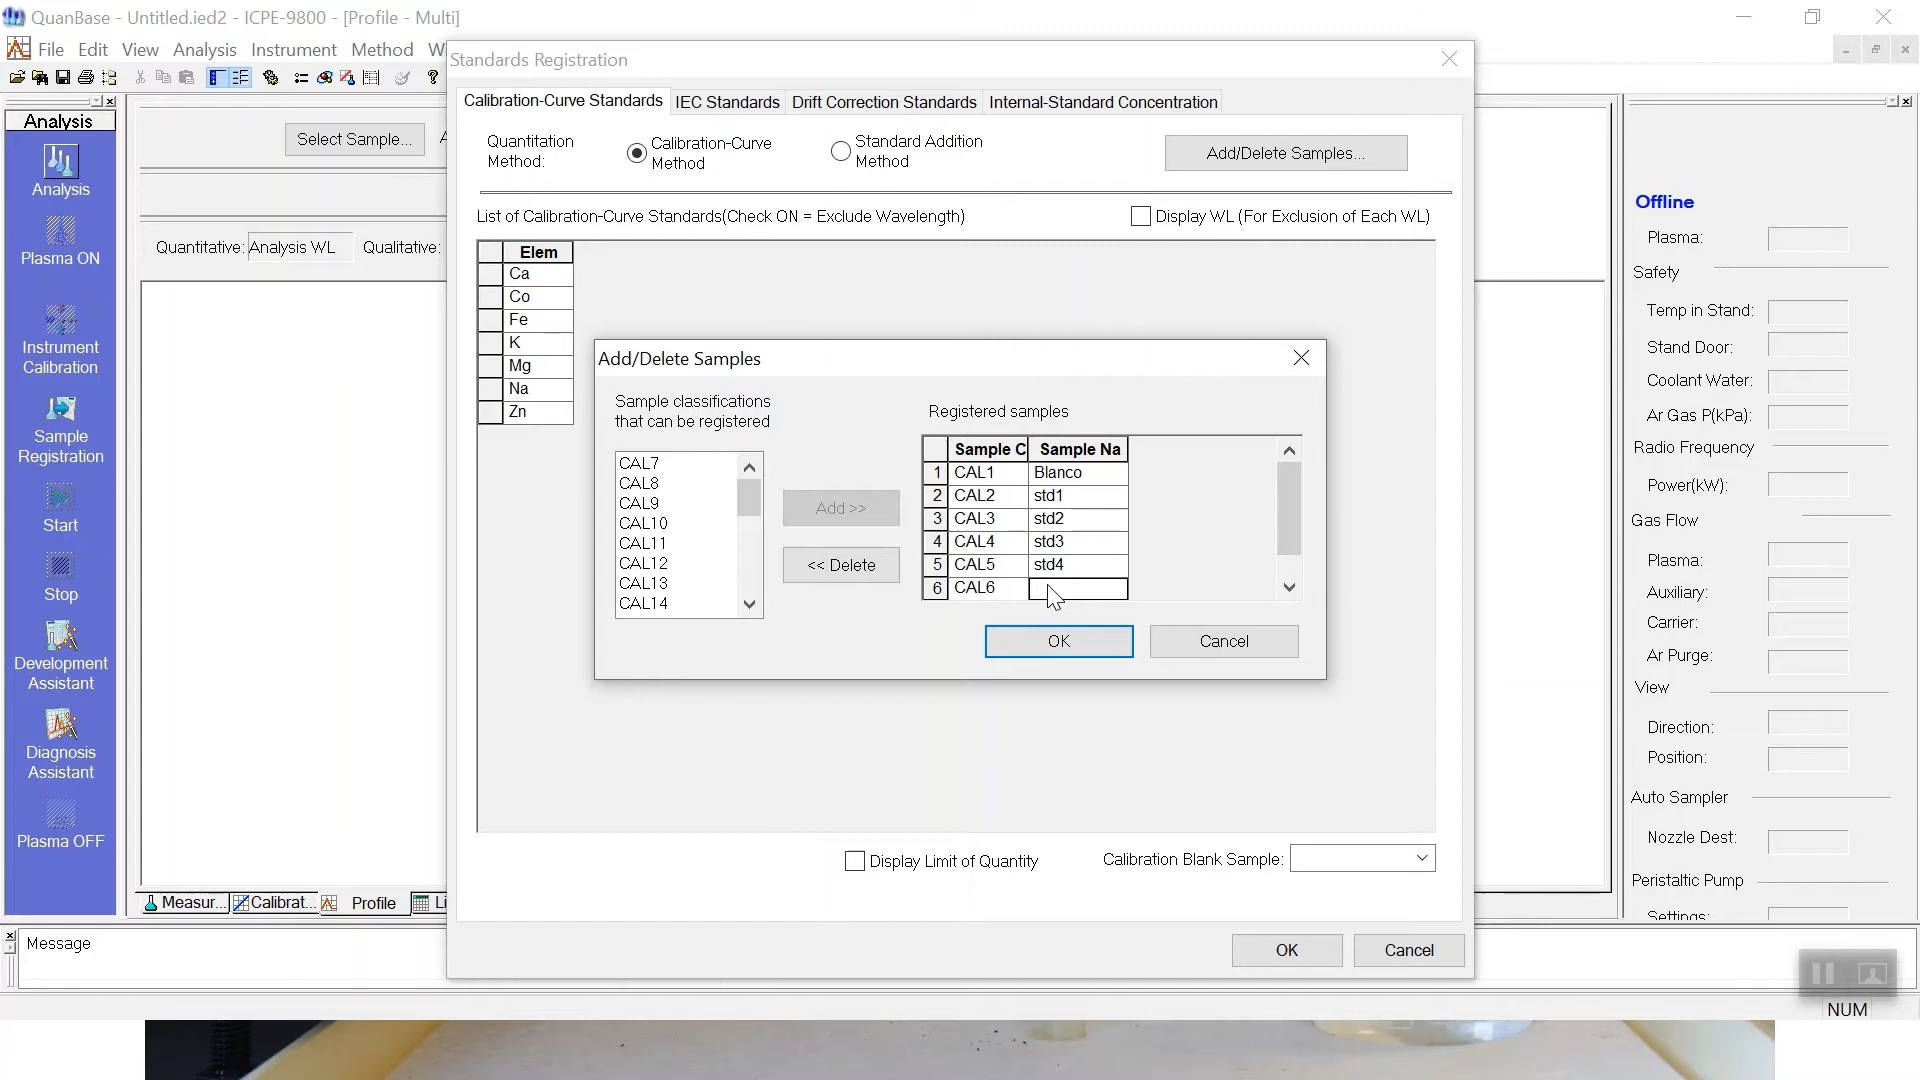 QuanBase - Untitled.ied2 - ICPE-9800 - [Profile - Multi]
File Edit View Analysis Instrument Method W
Standards Registration
Calibration-Curve Standards IEC Standards Drift Correction Standards Internal-Standard Concentration
Quantitation Method:
Calibration-Curve Method
Standard Addition Method
Add/Delete Samples...
List of Calibration-Curve Standards(Check ON = Exclude Wavelength)
Display WL (For Exclusion of Each WL)
Elem
Ca
Co
Fe
K
Mg
Na
Zn
Add/Delete Samples
Sample classifications
that can be registered
CAL7
CAL8
CAL9
CAL10
CAL11
CAL12
CAL13
CAL14
Add >>
<< Delete
Registered samples
Sample C Sample Na
1 CAL1 Blanco
2 CAL2 std1
3 CAL3 std2
4 CAL4 std3
5 CAL5 std4
6 CAL6
OK Cancel
Display Limit of Quantity
Calibration Blank Sample:
OK Cancel
Analysis
Analysis
Plasma ON
Instrument
Calibration
Sample
Registration
Start
Stop
Development
Assistant
Diagnosis
Assistant
Plasma OFF
Select Sample... A
Quantitative: Analysis WL Qualitative:
Measur... Calibrat... Profile Li
Message
Offline
Plasma:
Safety
Temp in Stand:
Stand Door:
Coolant Water:
Ar Gas P(kPa):
Radio Frequency
Power(kW):
Gas Flow
Plasma:
Auxiliary:
Carrier:
Ar Purge:
View
Direction:
Position:
Auto Sampler
Nozzle Dest:
Peristaltic Pump
Settings:
NUM